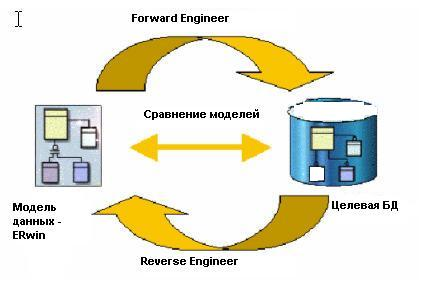 Forward Engineer
Сравнение моделей
Модель
данных -
ERwin
Целевая БД
Reverse Engineer